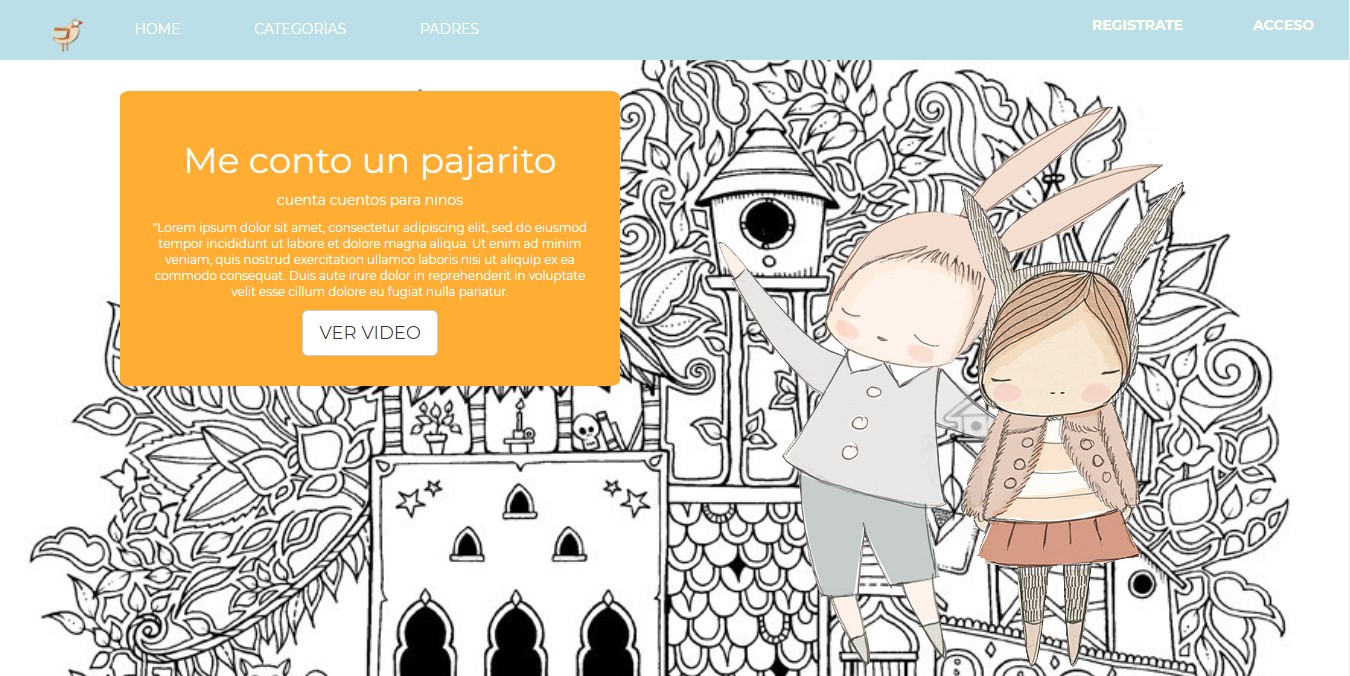 HOME
CATEGORIAS
PADRES
REGISTRATE
ACCESO
Me conto un pajarito
cuenta cuentos para ninos
"Lorem ipsum dolor sit amet, consectetur adipiscing elit, sed do eiusmod
tempor incididunt ut labore et dolore magna aliqua. Ut enim ad minim
veniam, quis nostrud exercitation ullamco laboris nisi ut aliquip ex ea
commodo consequat. Duis aute irure dolor in reprehenderit in voluptate
velit esse cillum dolore eu fugiat nulla pariatur.
VER VIDEO